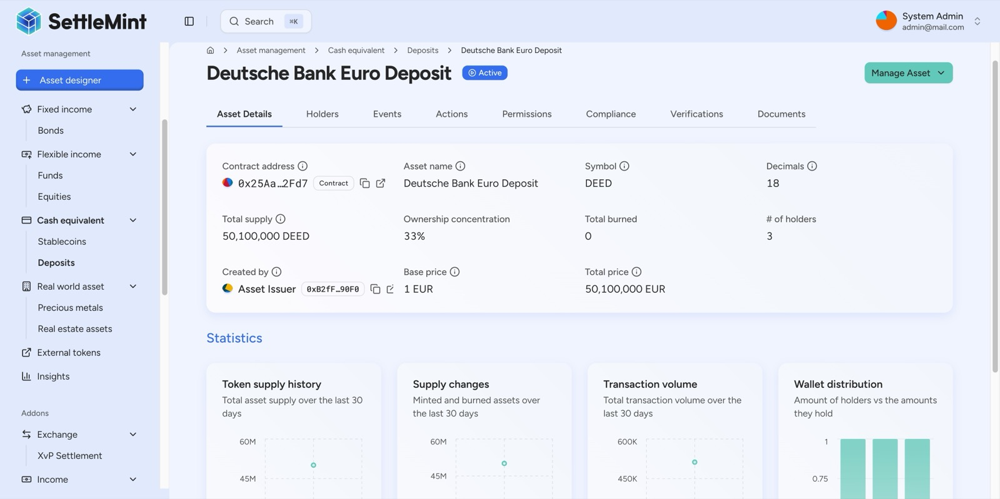 SettleMint
Search ⌘K
System Admin
admin@mail.com
Asset management
+ Asset designer
Fixed income
Bonds
Flexible income
Funds
Equities
Cash equivalent
Stablecoins
Deposits
Real world asset
Precious metals
Real estate assets
External tokens
Insights
Addons
Exchange
XvP Settlement
Income
Asset management > Cash equivalent > Deposits > Deutsche Bank Euro Deposit
Deutsche Bank Euro Deposit Active
Manage Asset
Asset Details Holders Events Actions Permissions Compliance Verifications Documents
Contract address Asset name Symbol Decimals
0x25Aa…2Fd7 Contract Deutsche Bank Euro Deposit DEED 18
Total supply Ownership concentration Total burned # of holders
50,100,000 DEED 33% 0 3
Created by Base price Total price
Asset Issuer 0xB2fF…90F0 1 EUR 50,100,000 EUR
Statistics
Token supply history
Total asset supply over the last 30
days
60M
45M
Supply changes
Minted and burned assets over
the last 30 days
60M
45M
Transaction volume
Total transaction volume over the
last 30 days
600K
450K
Wallet distribution
Amount of holders vs the amounts
they hold
1
0.75